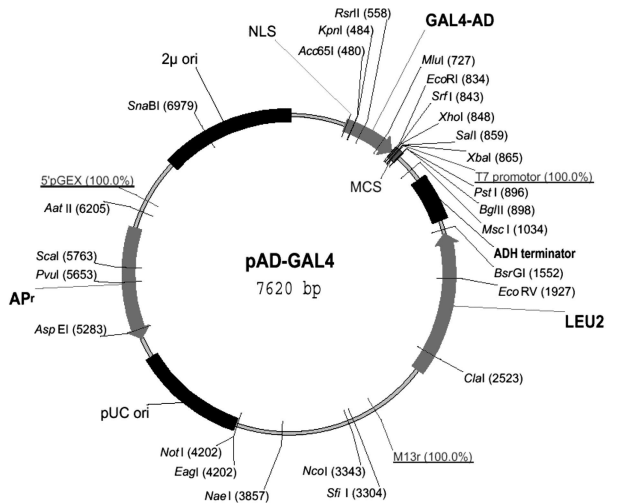 RsrII (558)
KpnI (484)
Acc65I (480)
NLS
GAL4-AD
MluI (727)
EcoRI (834)
SrfI (843)
XhoI (848)
SalI (859)
XbaI (865)
T7 promotor (100.0%)
PstI (896)
BglII (898)
MscI (1034)
ADH terminator
BsrGI (1552)
EcoRV (1927)
LEU2
ClaI (2523)
M13r (100.0%)
NcoI (3343)
SfiI (3304)
NaeI (3857)
EagI (4202)
NotI (4202)
pUC ori
AspEI (5283)
APr
PvuI (5653)
ScaI (5763)
AatII (6205)
5'pGEX (100.0%)
SnaBI (6979)
2µ ori
MCS
pAD-GAL4
7620 bp